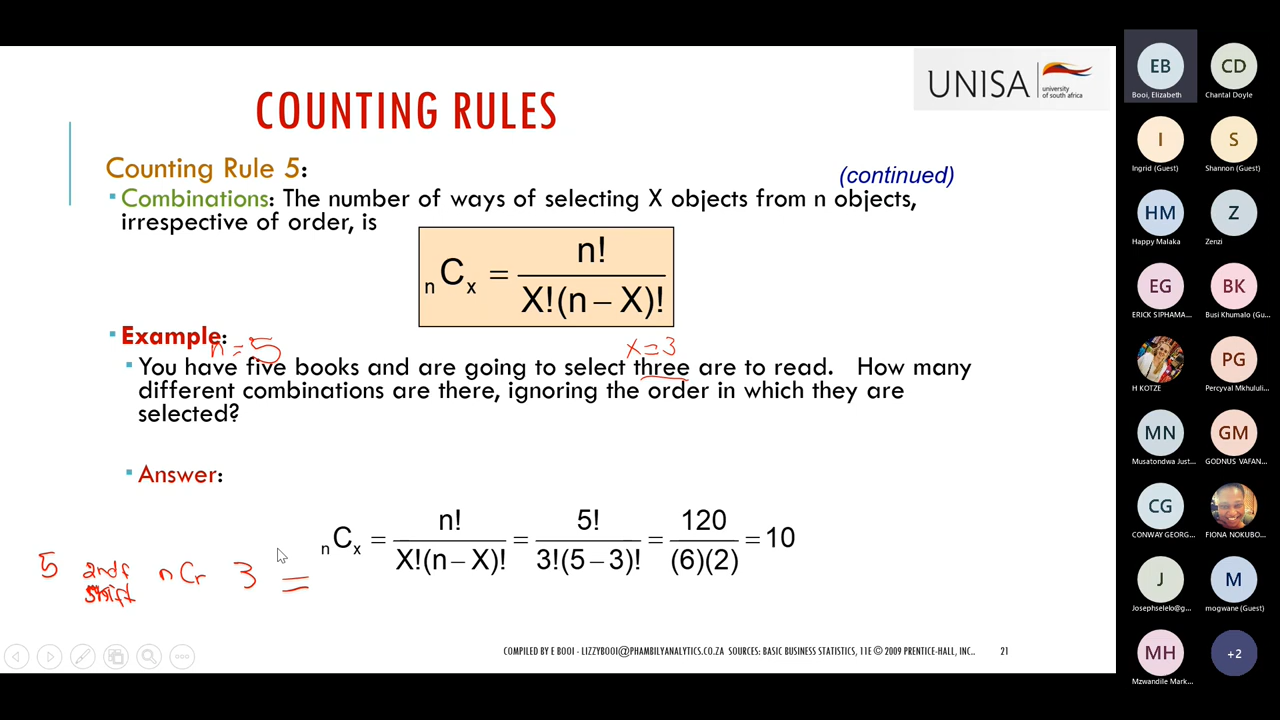 UNISA
university
of south africa
COUNTING RULES
Counting Rule 5:
(continued)
Combinations: The number of ways of selecting X objects from n objects,
irrespective of order, is
nCx = n! / X!(n – X)!
Example:
n = 5
x = 3
You have five books and are going to select three are to read. How many
different combinations are there, ignoring the order in which they are
selected?
Answer:
nCx = n! / X!(n – X)! = 5! / 3!(5 – 3)! = 120 / (6)(2) = 10
5 2ndf nCr 3 =
shift
COMPILED BY E BOOI - LIZZYBOOI@PHAMBILYANALYTICS.CO.ZA SOURCES: BASIC BUSINESS STATISTICS, 11E © 2009 PRENTICE-HALL, INC..
21
EB
Booi, Elizabeth
CD
Chantal Doyle
I
Ingrid (Guest)
S
Shannon (Guest)
HM
Happy Malaka
Z
Zenzi
EG
ERICK SIPHAMA...
BK
Busi Khumalo (Gu...
H KOTZE
PG
Percyval Mkhululi...
MN
Musatondwa Just...
GM
GODNUS VAFAN...
CG
CONWAY GEORG...
FIONA NOKUBO...
J
Josephselelo@g...
M
mogwane (Guest)
MH
Mzwandile Mark...
+2